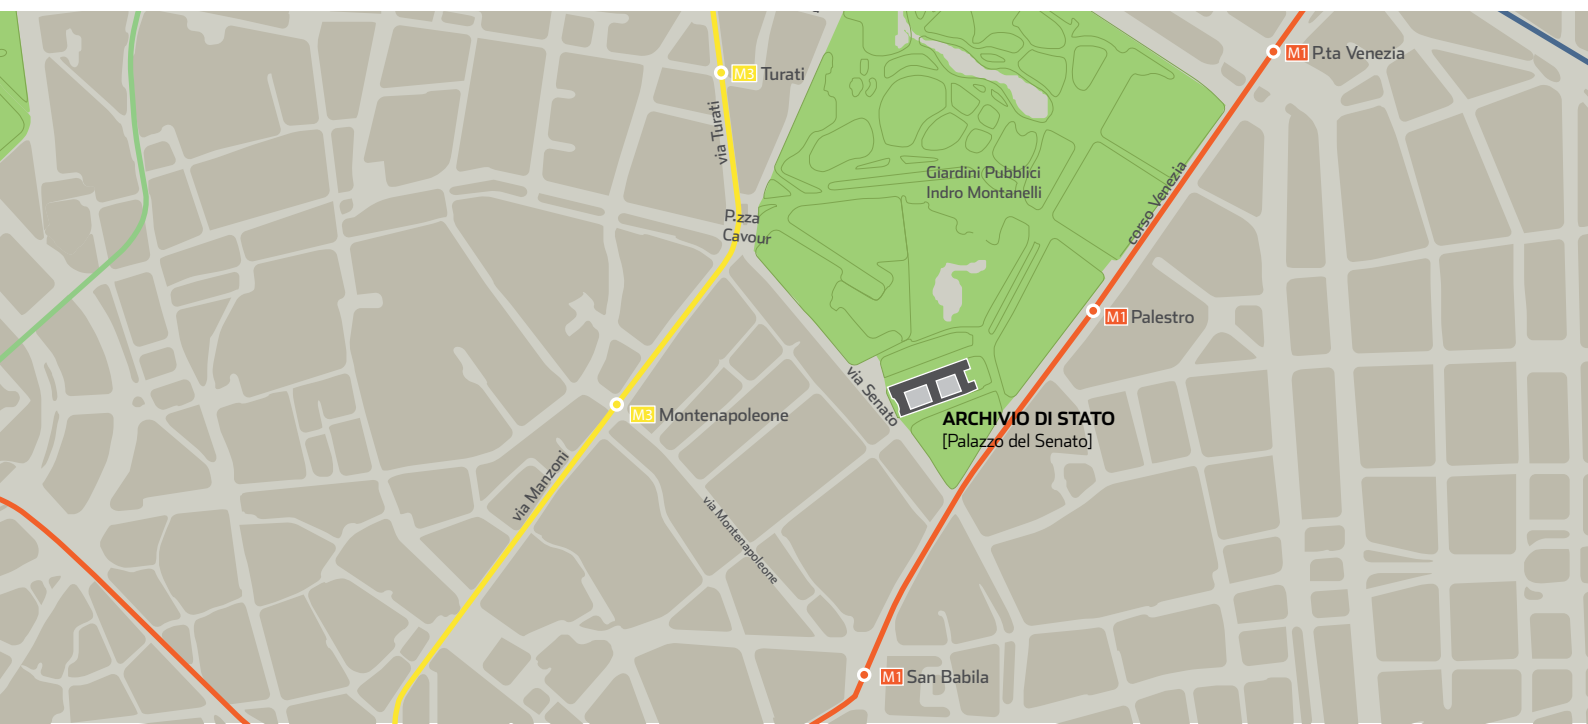 M1 P.ta Venezia
M3 Turati
via Turati
Giardini Pubblici
Indro Montanelli
corso Venezia
P.zza
Cavour
M1 Palestro
via Senato
M3 Montenapoleone
ARCHIVIO DI STATO
[Palazzo del Senato]
via Manzoni
via Montenapoleone
M1 San Babila